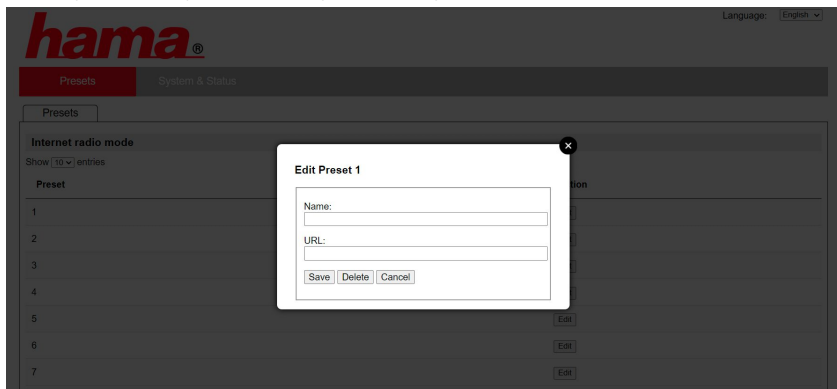 Language: English
hama®
Presets System & Status
Presets
Internet radio mode
Show 10 entries
Preset
Edit Preset 1
Name:
URL:
Save Delete Cancel
1
2
3
4
5 Edit
6 Edit
7 Edit